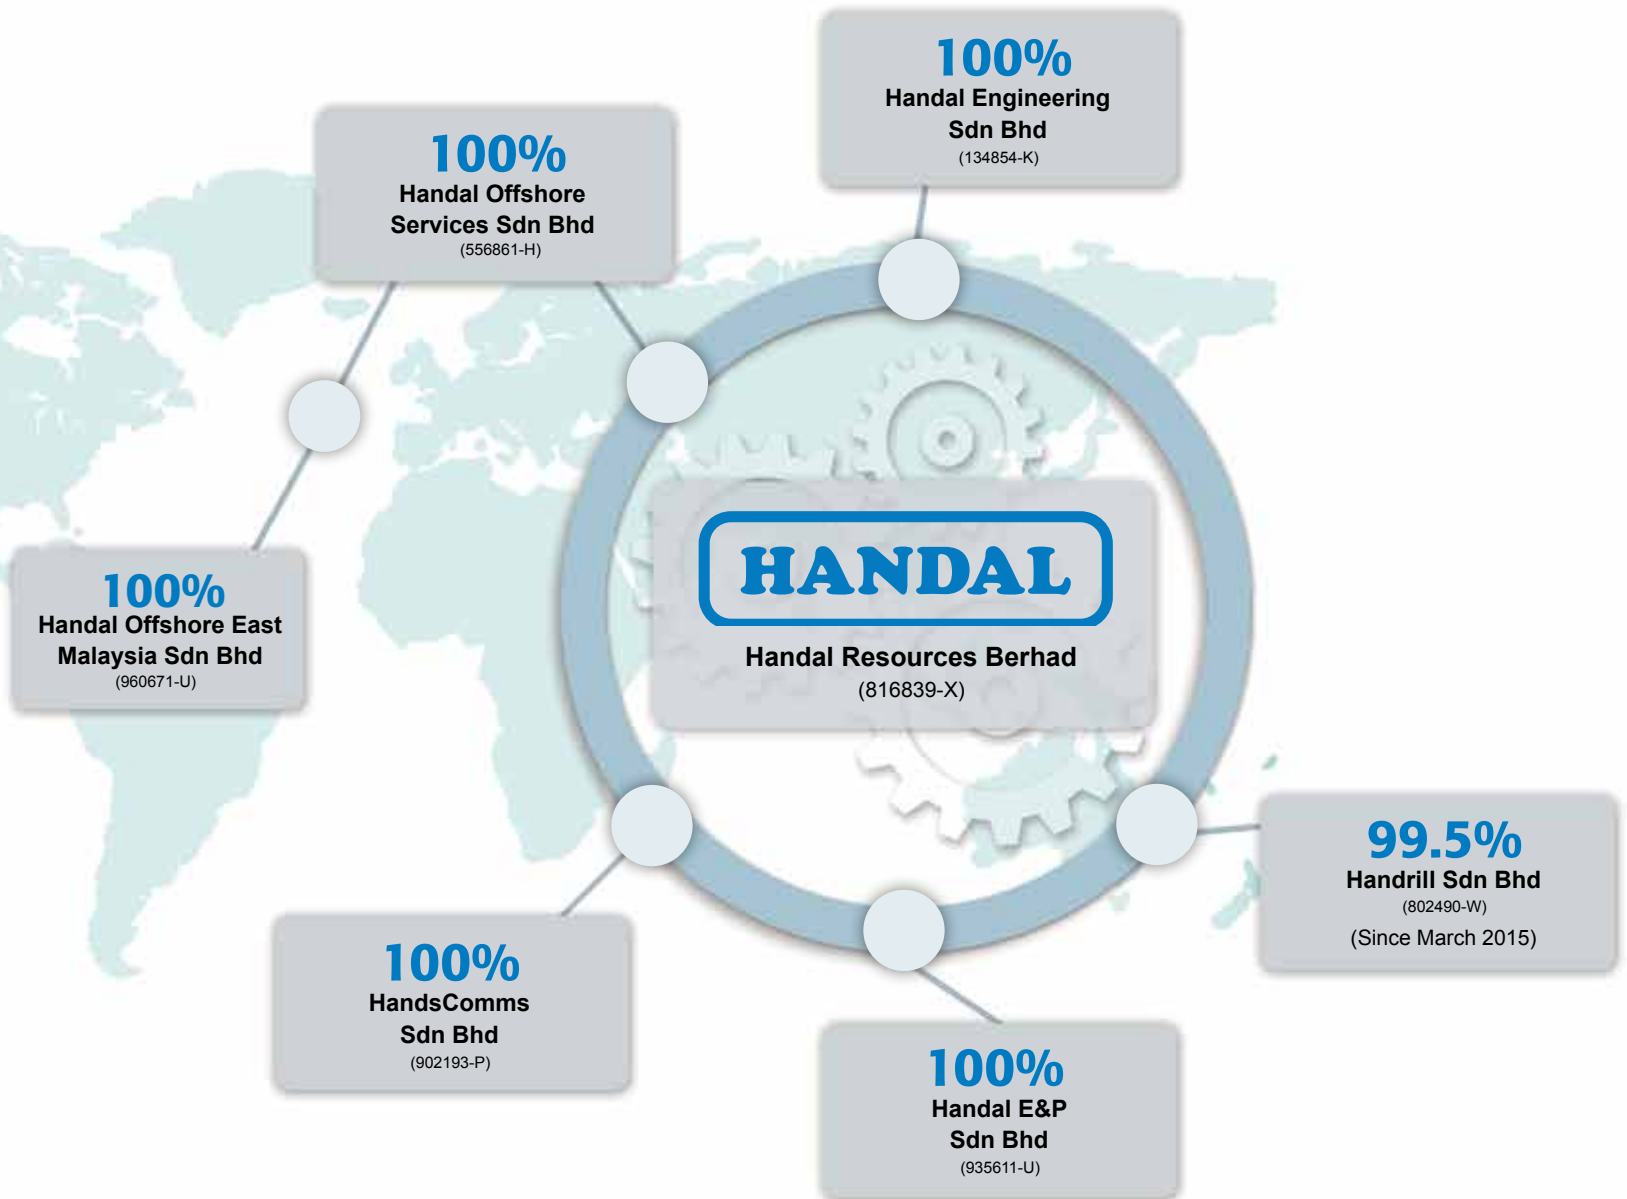 100%
Handal Engineering
Sdn Bhd
(134854-K)
100%
Handal Offshore
Services Sdn Bhd
(556861-H)
HANDAL
Handal Resources Berhad
(816839-X)
100%
Handal Offshore East
Malaysia Sdn Bhd
(960671-U)
99.5%
Handrill Sdn Bhd
(802490-W)
(Since March 2015)
100%
HandsComms
Sdn Bhd
(902193-P)
100%
Handal E&P
Sdn Bhd
(935611-U)